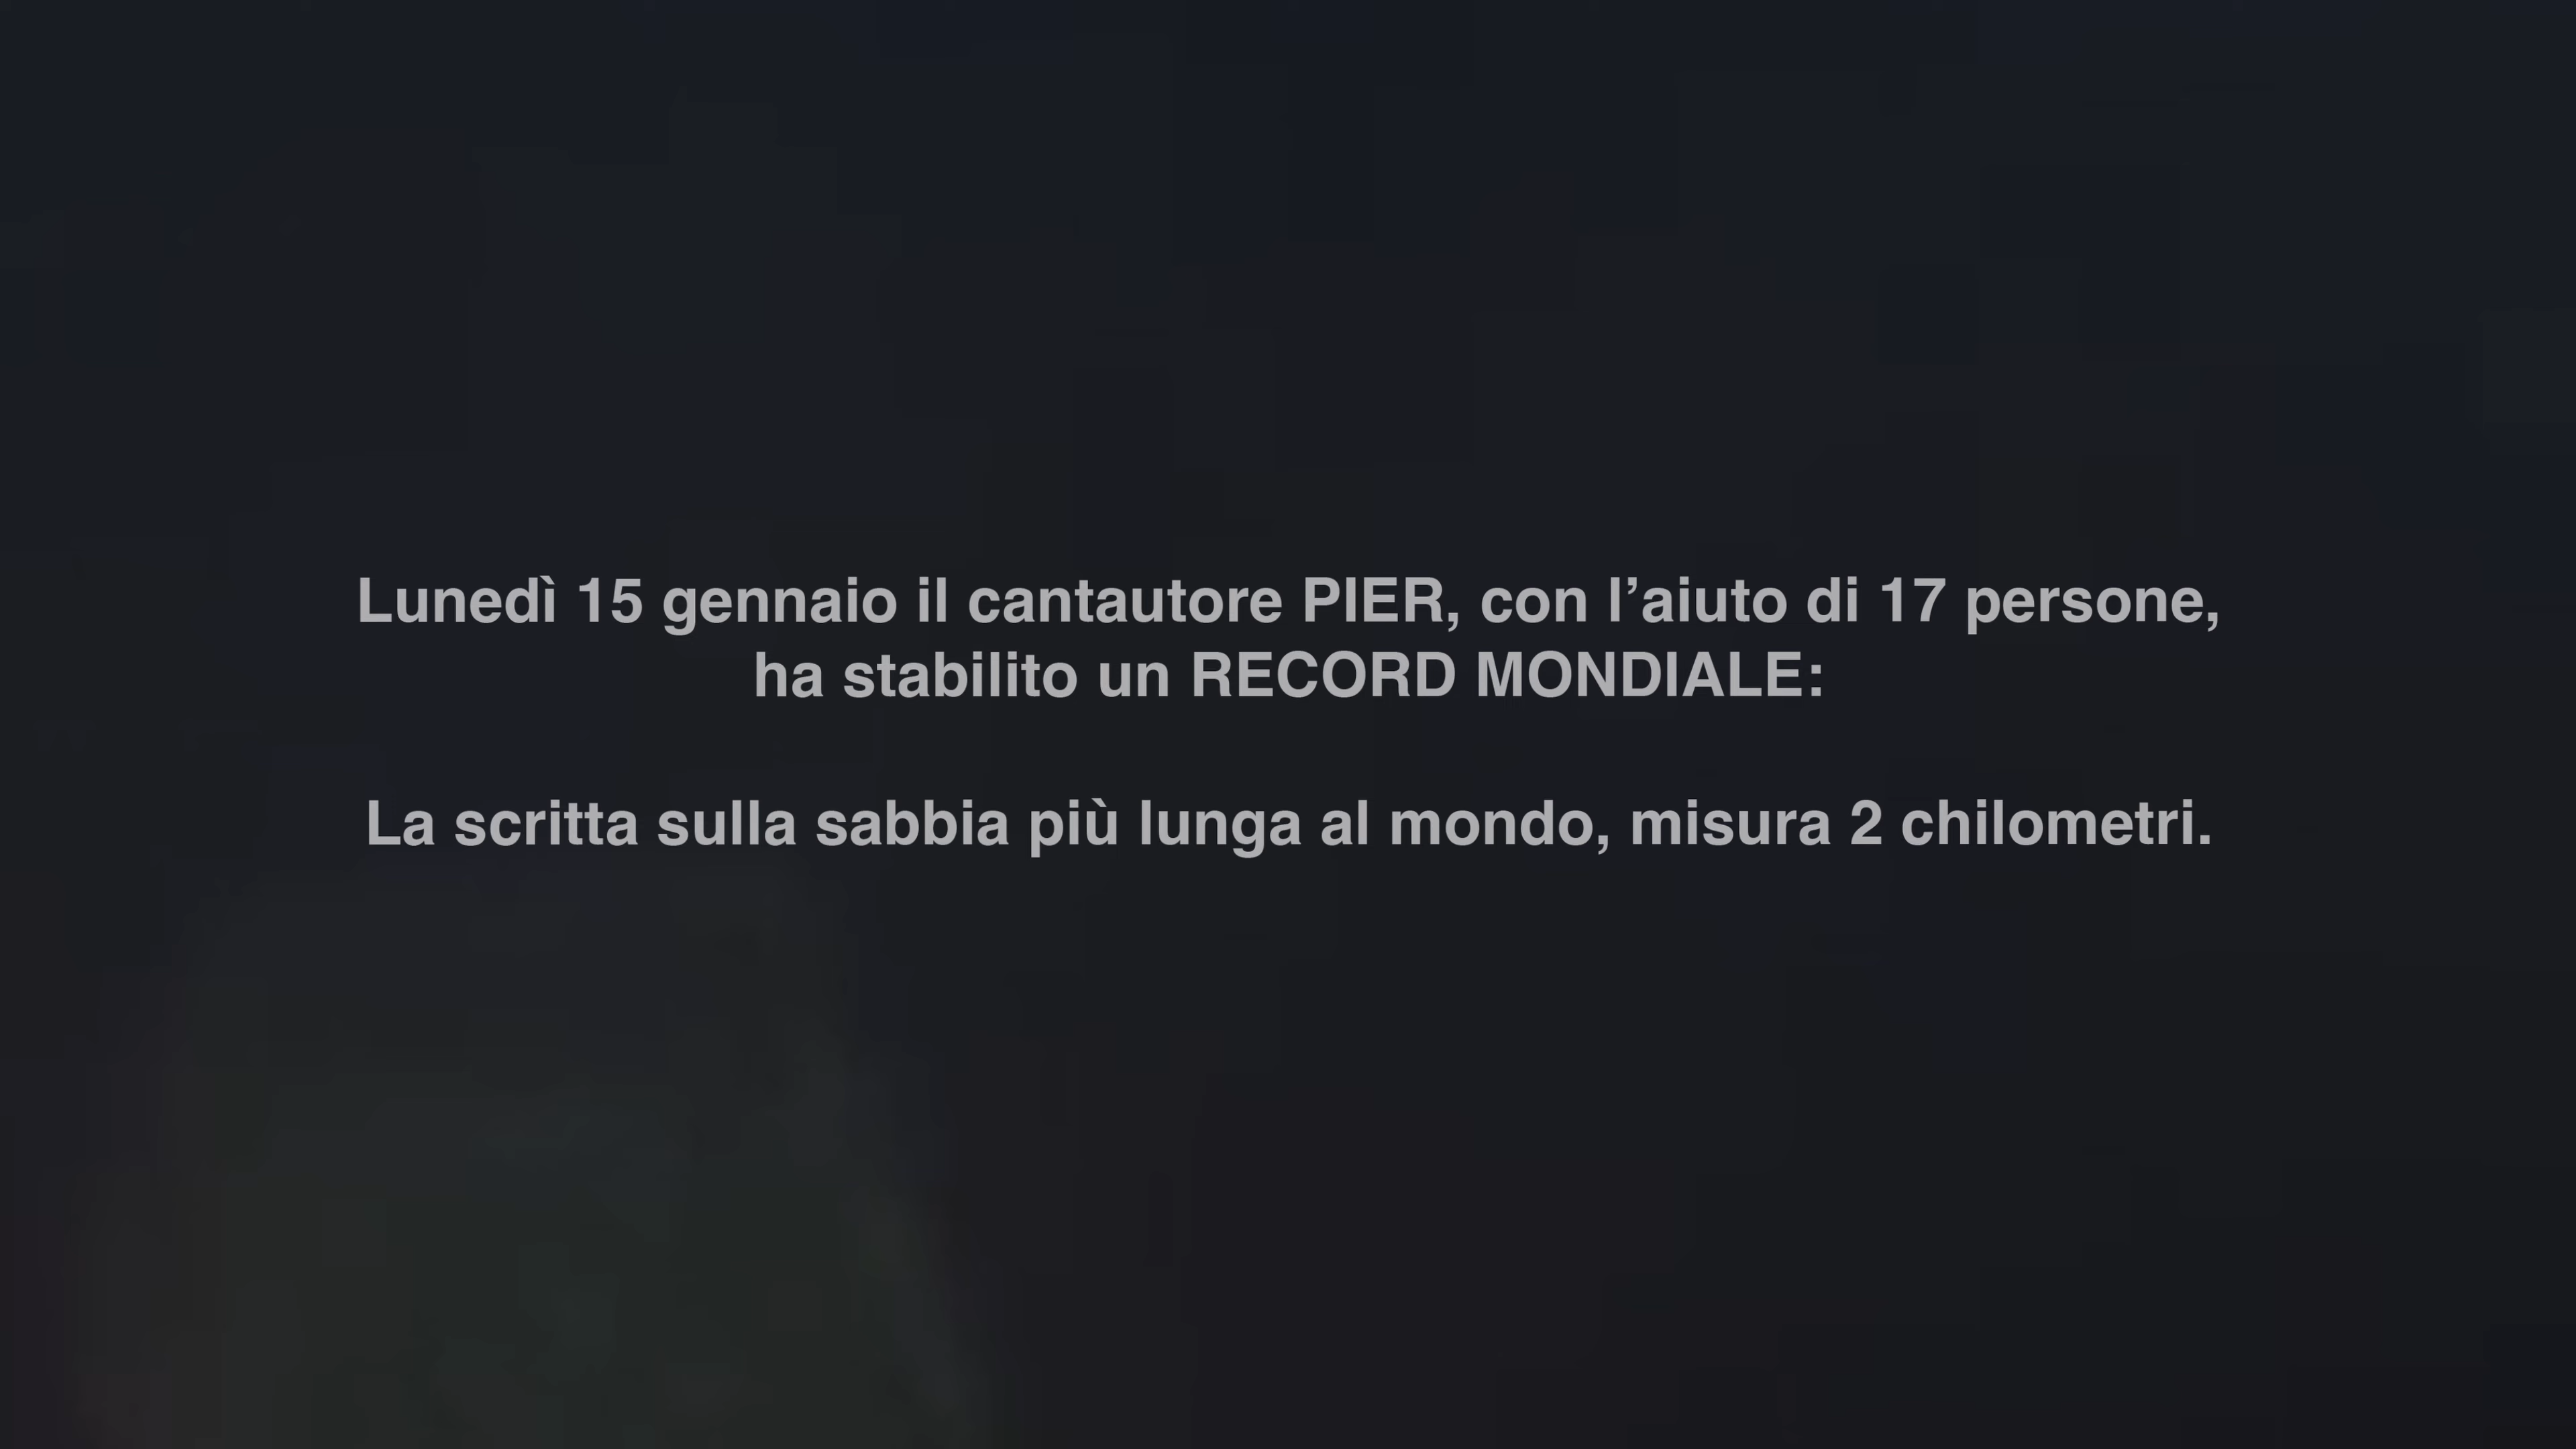 Lunedì 15 gennaio il cantautore PIER, con l’aiuto di 17 persone,
ha stabilito un RECORD MONDIALE:
La scritta sulla sabbia più lunga al mondo, misura 2 chilometri.